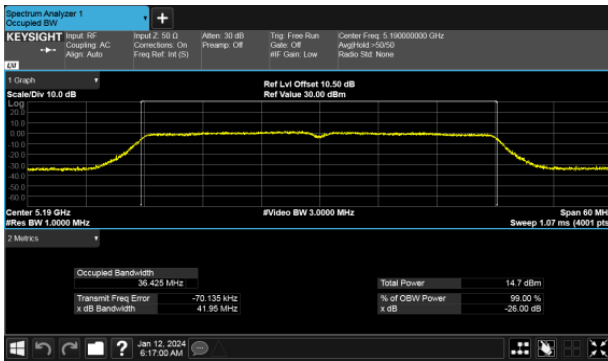 Spectrum Analyzer 1
Occupied BW
KEYSIGHT
Input: RF
Coupling: AC
Align: Auto
Input Z: 50 Ω
Corrections: On
Freq Ref: Int (S)
Atten: 30 dB
Preamp: Off
Trig: Free Run
Gate: Off
#IF Gain: Low
Center Freq: 5.190000000 GHz
Avg|Hold:>50/50
Radio Std: None
LXI
1 Graph
Scale/Div 10.0 dB
Ref Lvl Offset 10.50 dB
Ref Value 30.00 dBm
Log
20.0
10.0
0.00
-10.0
-20.0
-30.0
-40.0
-50.0
-60.0
Center 5.19 GHz
#Video BW 3.0000 MHz
Span 60 MH
#Res BW 1.0000 MHz
Sweep 1.07 ms (4001 pts
2 Metrics
Occupied Bandwidth
36.425 MHz
Total Power 14.7 dBm
Transmit Freq Error -70.135 kHz
% of OBW Power 99.00 %
x dB Bandwidth 41.95 MHz
x dB -26.00 dB
Jan 12, 2024
6:17:00 AM